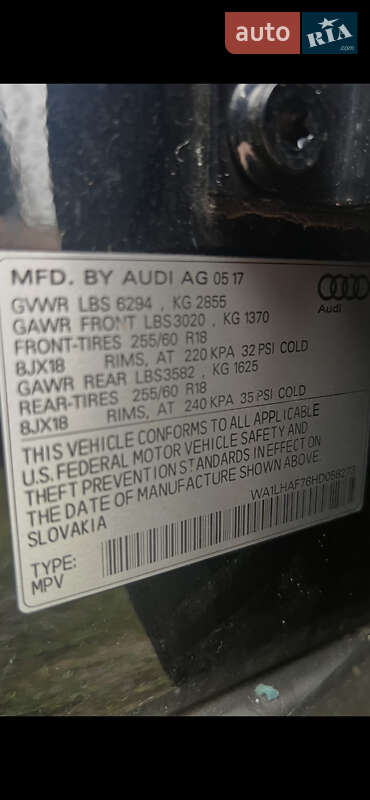 auto RIA .com
MFD. BY AUDI AG 05 17
GVWR LBS 6294 , KG 2855
GAWR FRONT LBS3020 , KG 1370
FRONT-TIRES 255/60 R18
8JX18 RIMS, AT 220 KPA 32 PSI COLD
GAWR REAR LBS3582 , KG 1625
REAR-TIRES 255/60 R18
8JX18 RIMS, AT 240 KPA 35 PSI COLD
Audi
THIS VEHICLE CONFORMS TO ALL APPLICABLE
U.S. FEDERAL MOTOR VEHICLE SAFETY AND
THEFT PREVENTION STANDARDS IN EFFECT ON
THE DATE OF MANUFACTURE SHOWN ABOVE.
SLOVAKIA
WA1LHAF76HD058273
TYPE:
MPV